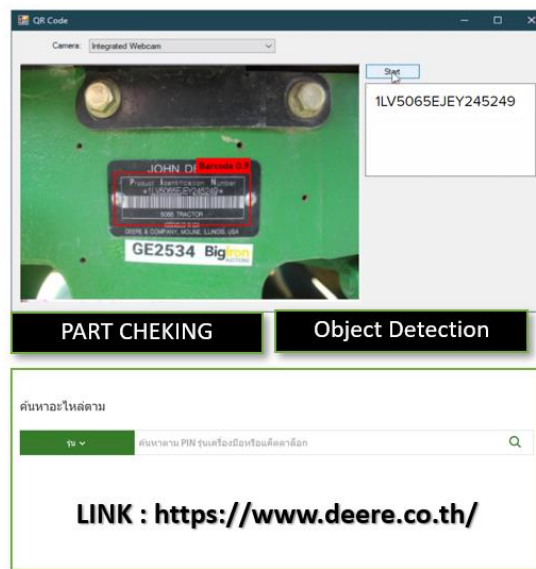 QR Code
Camera: Integrated Webcam
Start
1LV5065EJEY245249
JOHN DE
Barcode 0.9
Product Identification Number
*1LV5065EJEY245249*
5065 TRACTOR
DEERE & COMPANY, MOLINE, ILLINOIS, USA
GE2534 BigIron
AUCTIONS
PART CHEKING
Object Detection
ค้นหาอะไหล่ตาม
รุ่น
ค้นหาตาม PIN รุ่นเครื่องมือหรือแค็ตตาล็อก
LINK : https://www.deere.co.th/